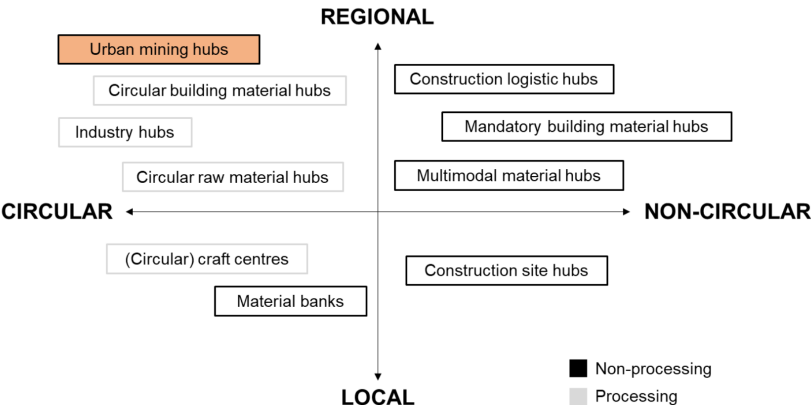 REGIONAL
Urban mining hubs
Circular building material hubs
Industry hubs
Circular raw material hubs
Construction logistic hubs
Mandatory building material hubs
Multimodal material hubs
CIRCULAR
NON-CIRCULAR
(Circular) craft centres
Material banks
Construction site hubs
LOCAL
Non-processing
Processing